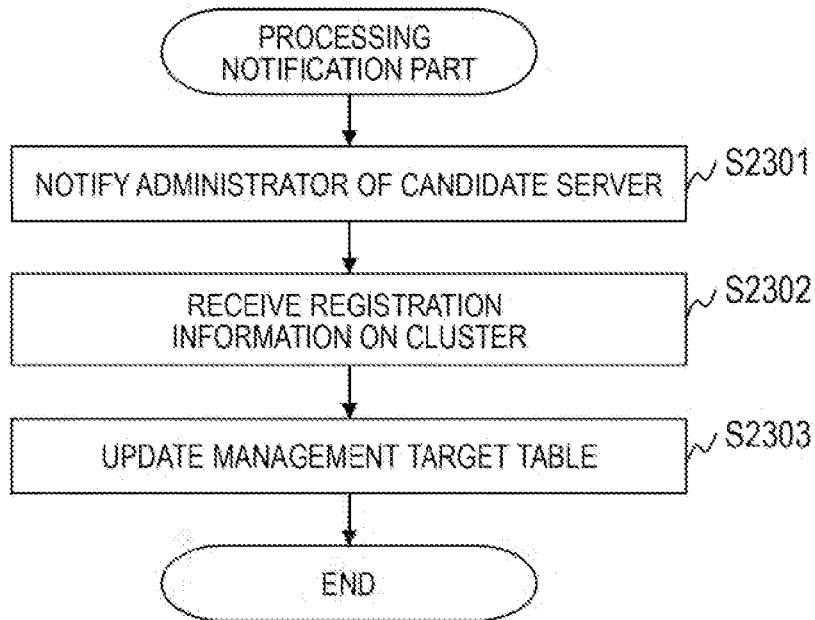 PROCESSING
NOTIFICATION PART
NOTIFY ADMINISTRATOR OF CANDIDATE SERVER
S2301
RECEIVE REGISTRATION
INFORMATION ON CLUSTER
S2302
UPDATE MANAGEMENT TARGET TABLE
S2303
END